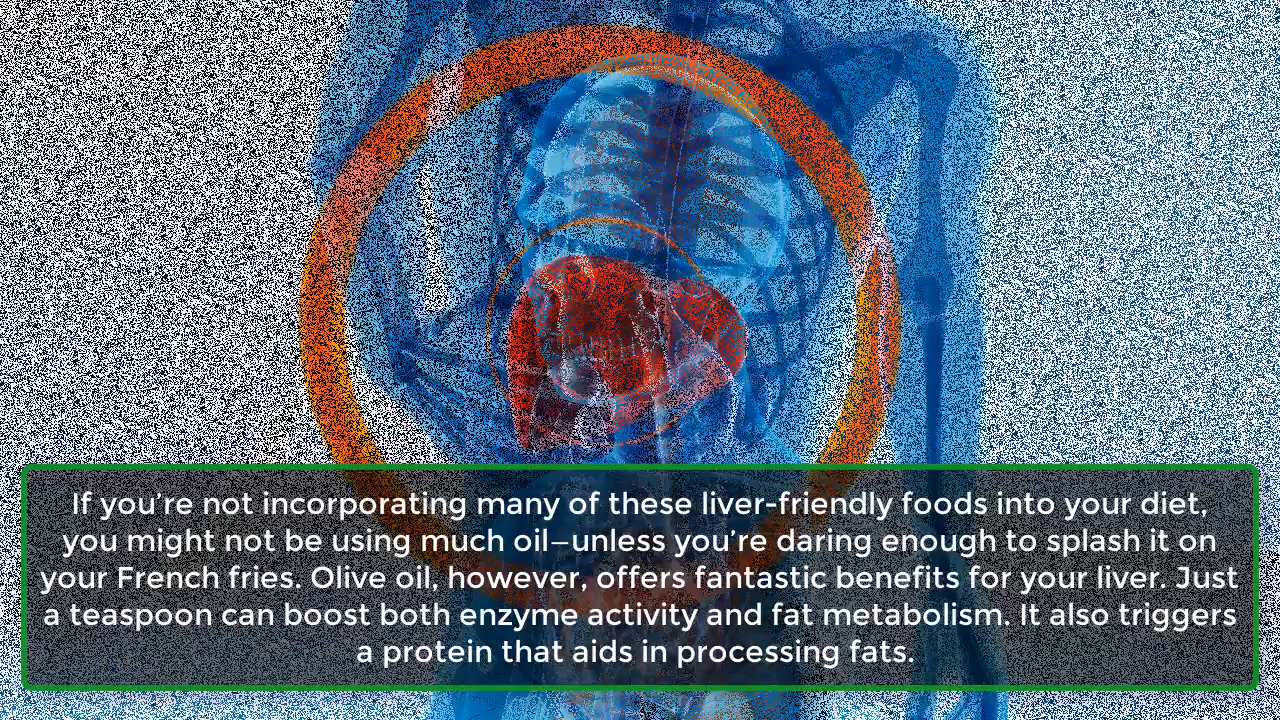 If you’re not incorporating many of these liver-friendly foods into your diet,
you might not be using much oil—unless you’re daring enough to splash it on
your French fries. Olive oil, however, offers fantastic benefits for your liver. Just
a teaspoon can boost both enzyme activity and fat metabolism. It also triggers
a protein that aids in processing fats.